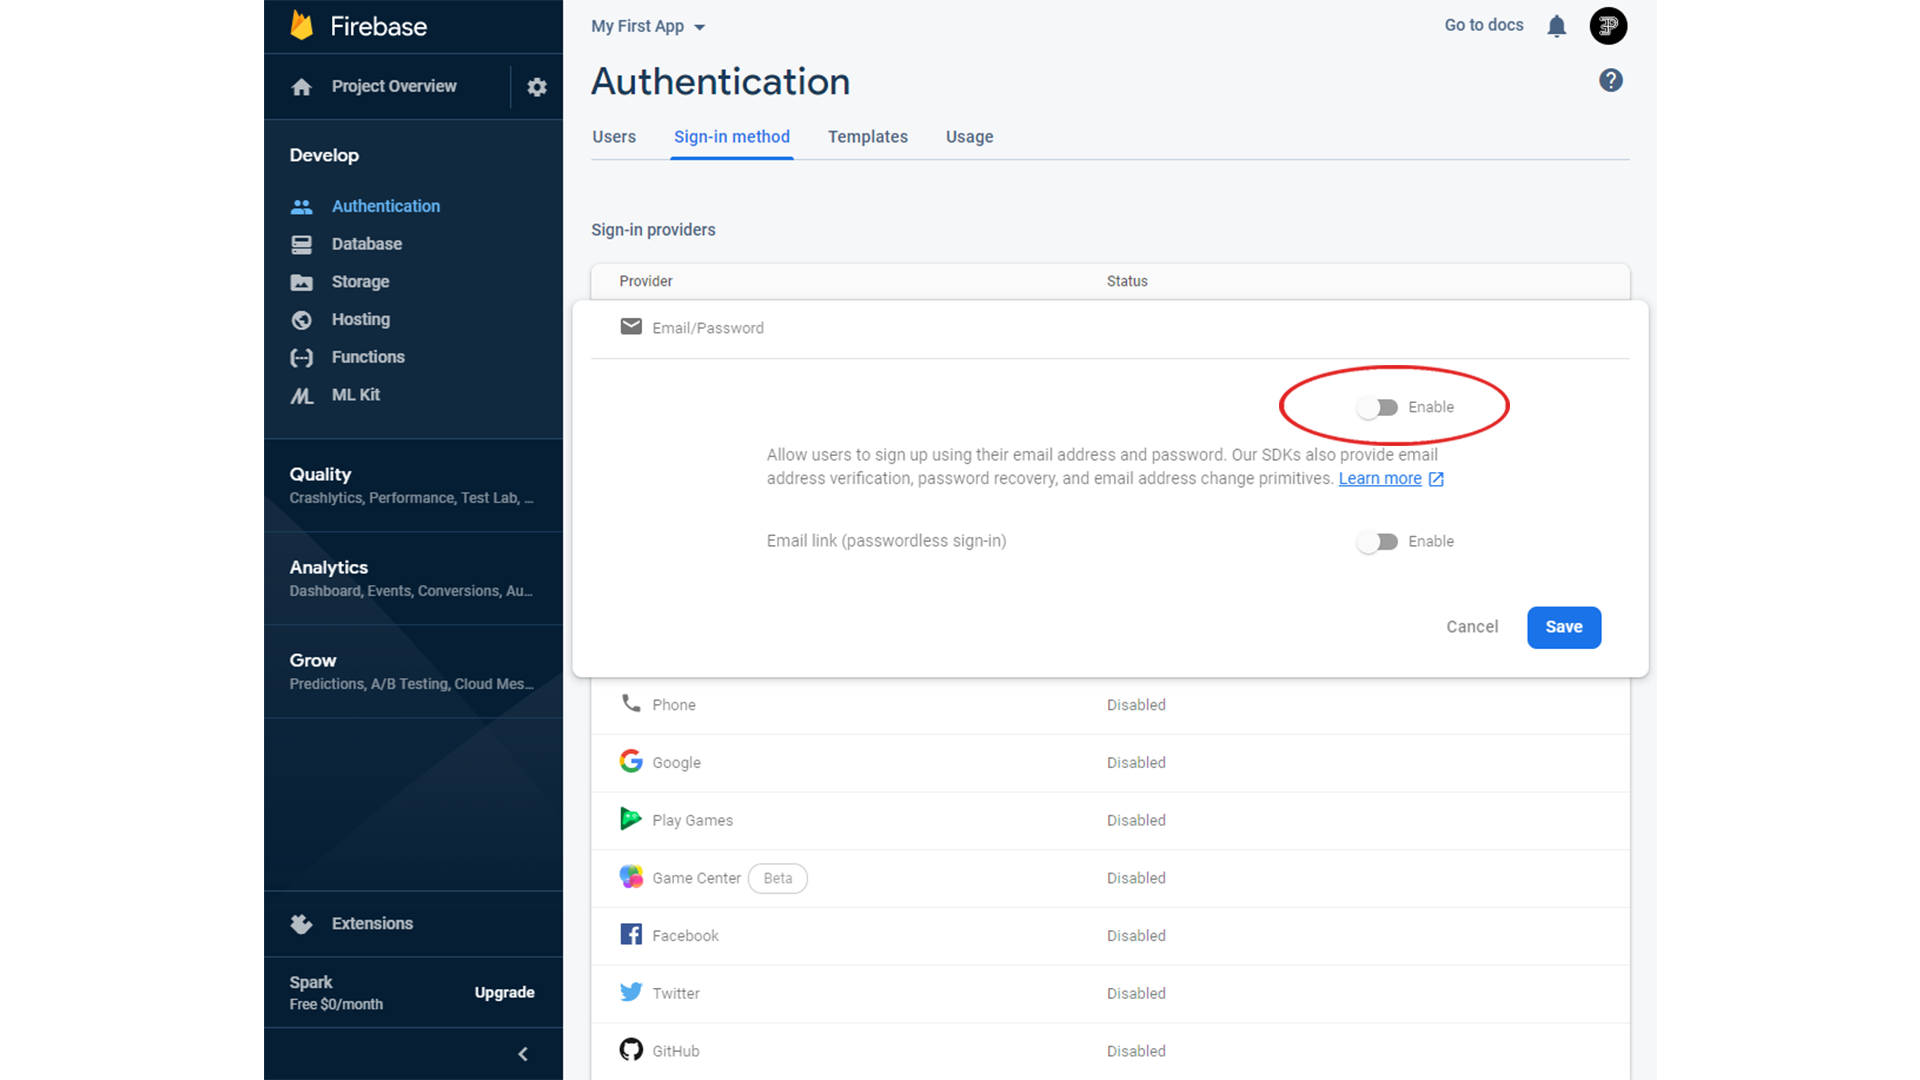 Firebase
Project Overview
Develop
Authentication
Database
Storage
Hosting
Functions
ML Kit
Quality
Crashlytics, Performance, Test Lab, ...
Analytics
Dashboard, Events, Conversions, Au...
Grow
Predictions, A/B Testing, Cloud Mes...
Extensions
Spark
Free $0/month
Upgrade
My First App
Go to docs
Authentication
Users Sign-in method Templates Usage
Sign-in providers
Provider Status
Email/Password
Enable
Allow users to sign up using their email address and password. Our SDKs also provide email
address verification, password recovery, and email address change primitives. Learn more
Email link (passwordless sign-in) Enable
Cancel Save
Phone Disabled
Google Disabled
Play Games Disabled
Game Center Beta Disabled
Facebook Disabled
Twitter Disabled
GitHub Disabled